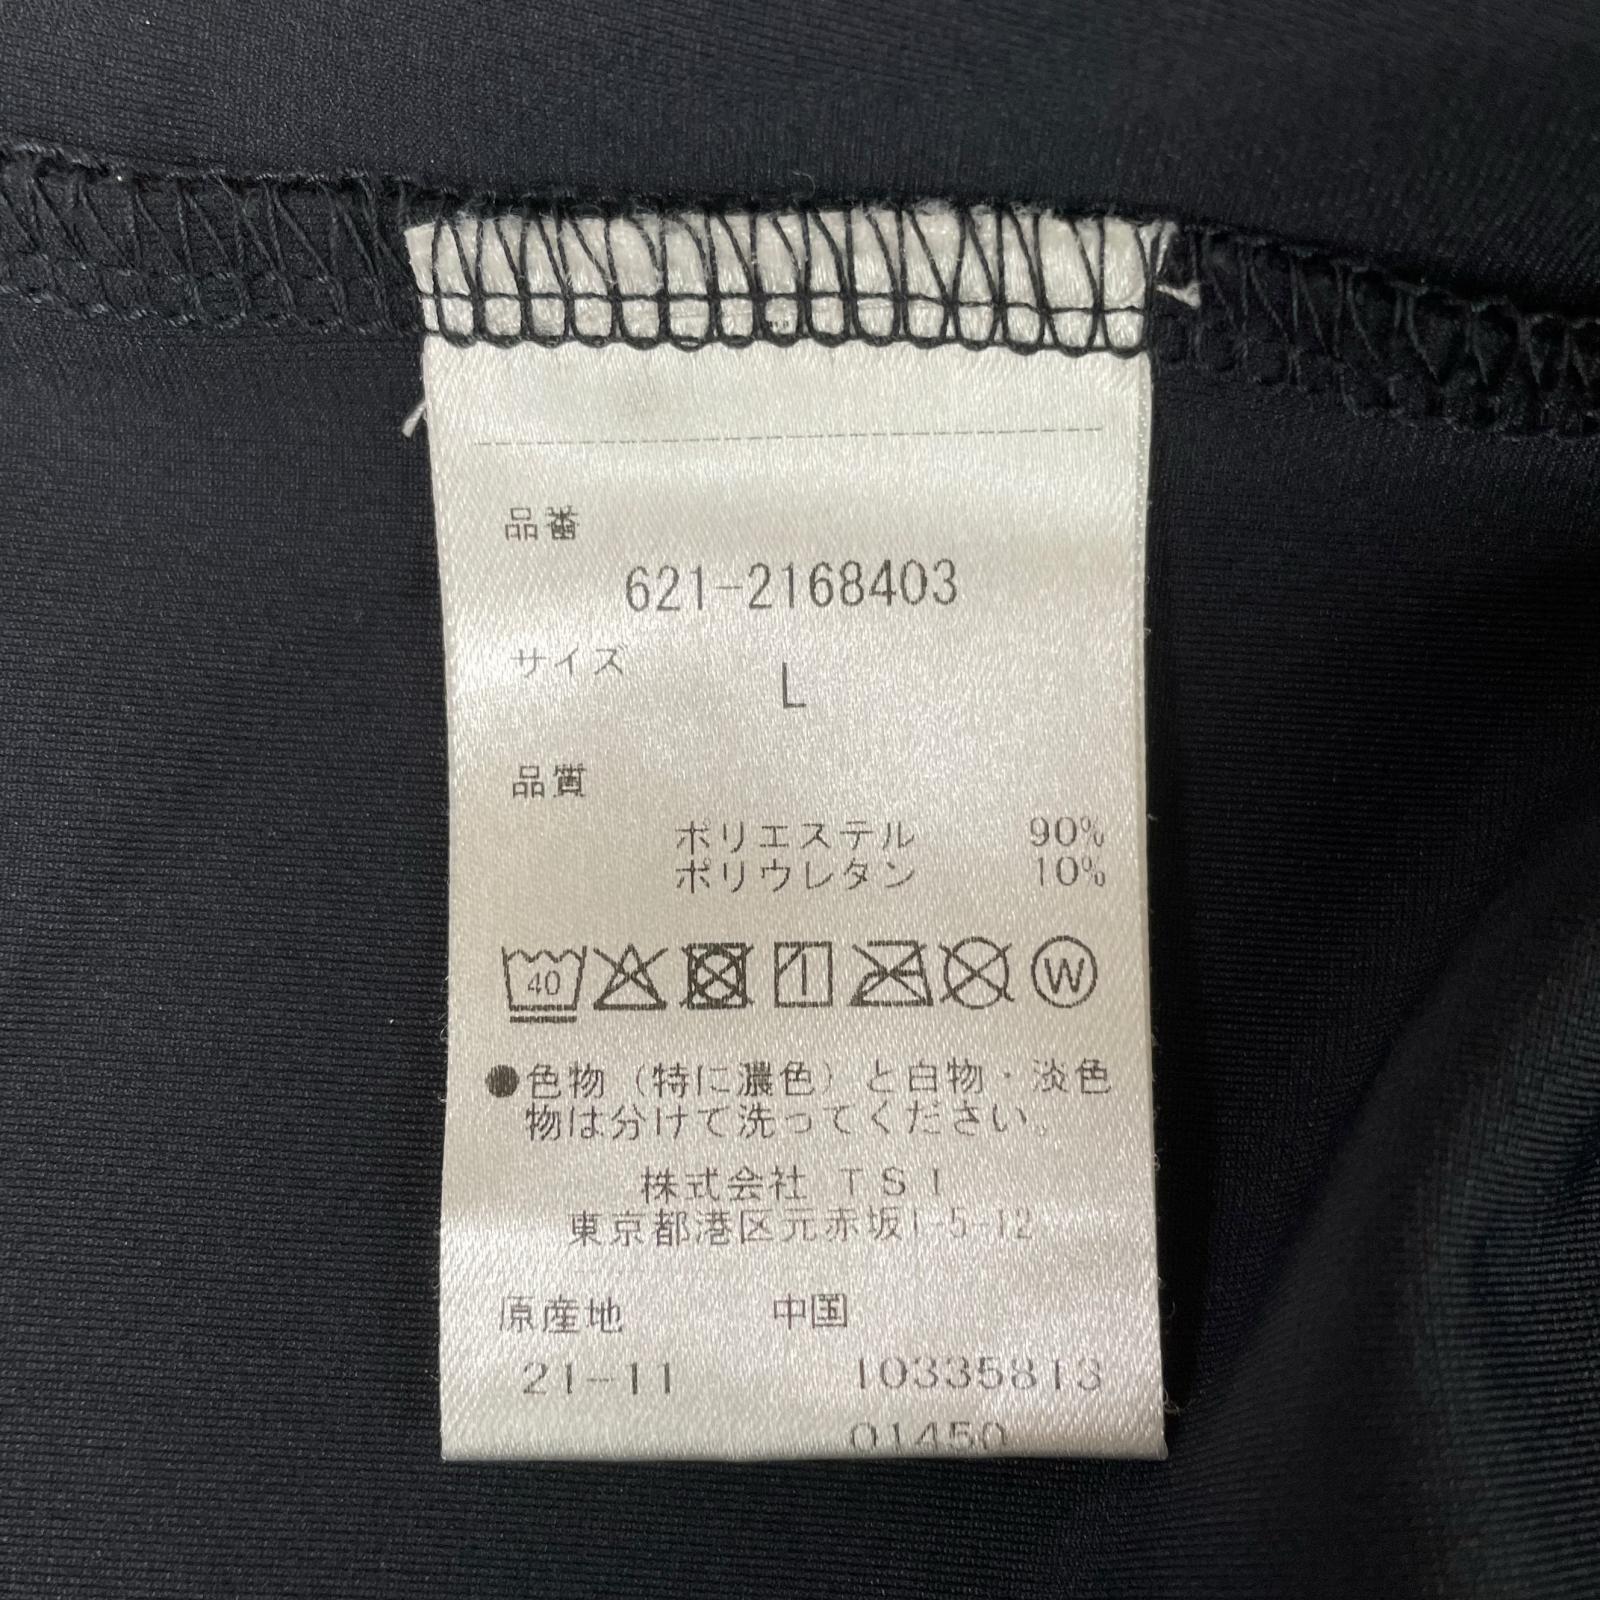 品番
621-2168403
サイズ L
品質
ポリエステル 90%
ポリウレタン 10%
40 W
●色物（特に濃色）と白物・淡色
物は分けて洗ってください。
株式会社 TSI
東京都港区元赤坂1-5-12
原産地 中国
21-11 10335813
01450